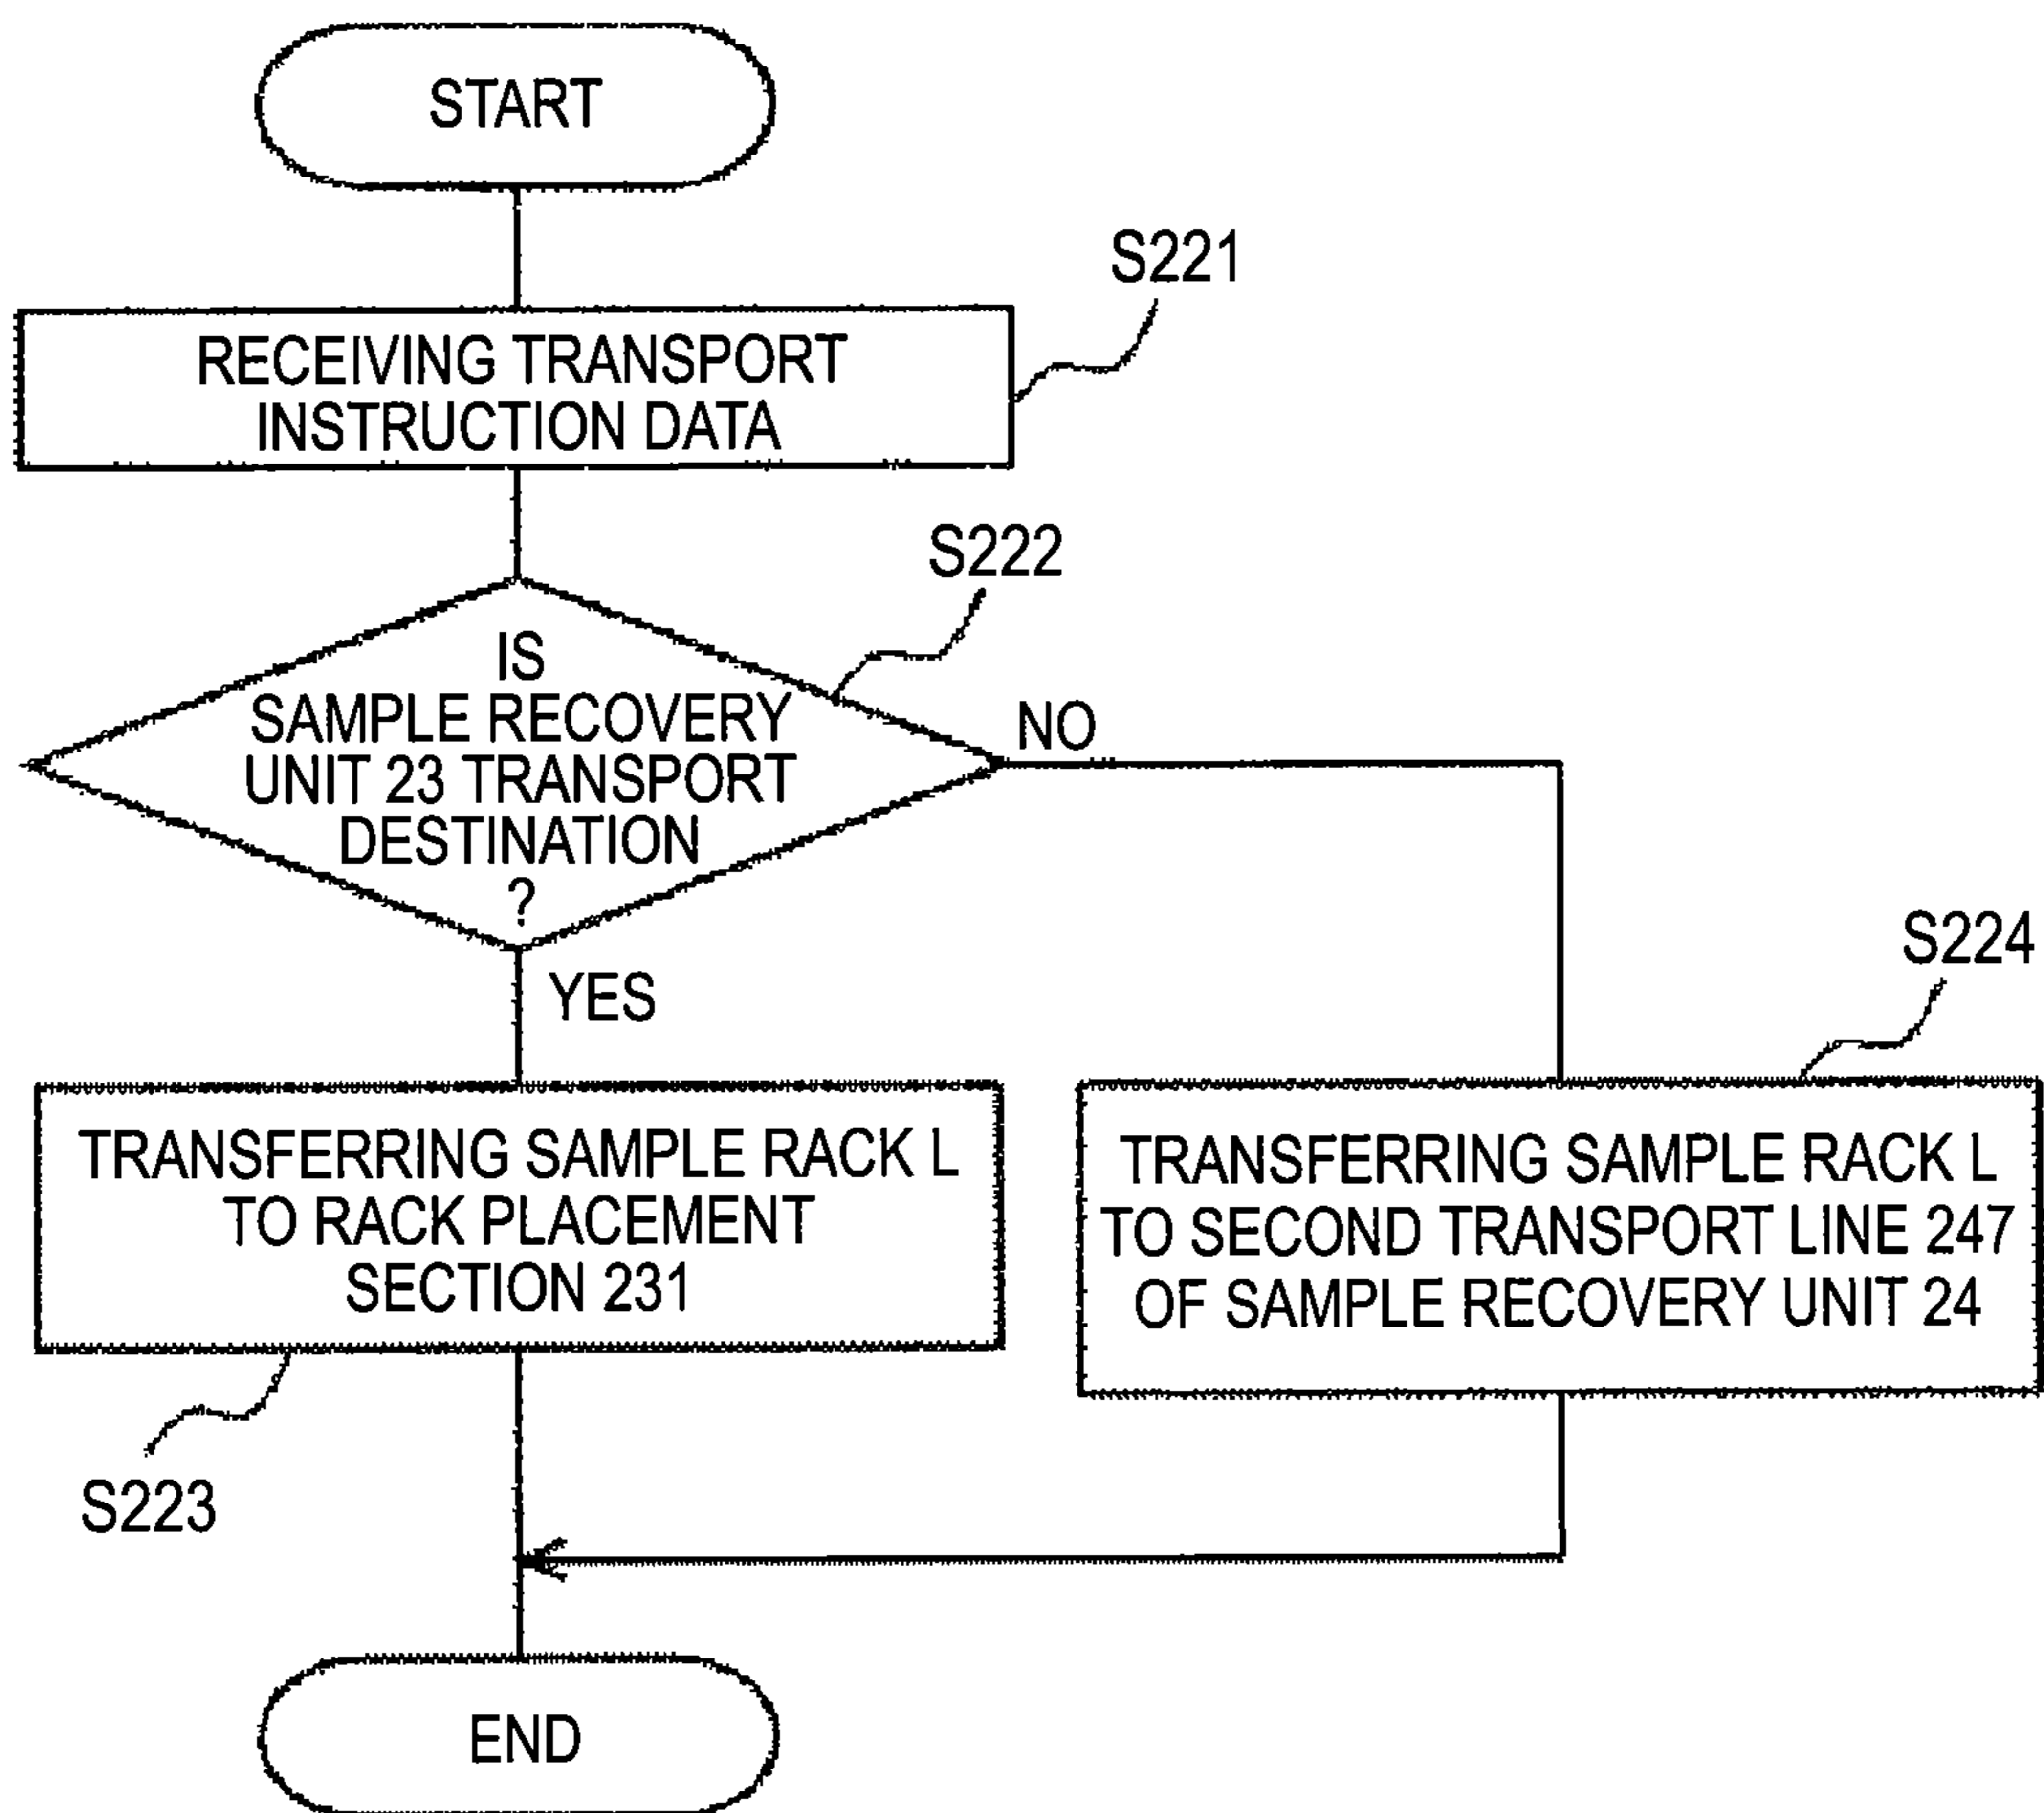 START
S221
RECEIVING TRANSPORT
INSTRUCTION DATA
S222
IS
SAMPLE RECOVERY
UNIT 23 TRANSPORT
DESTINATION
?
NO
YES
S224
TRANSFERRING SAMPLE RACK L
TO RACK PLACEMENT
SECTION 231
TRANSFERRING SAMPLE RACK L
TO SECOND TRANSPORT LINE 247
OF SAMPLE RECOVERY UNIT 24
S223
END